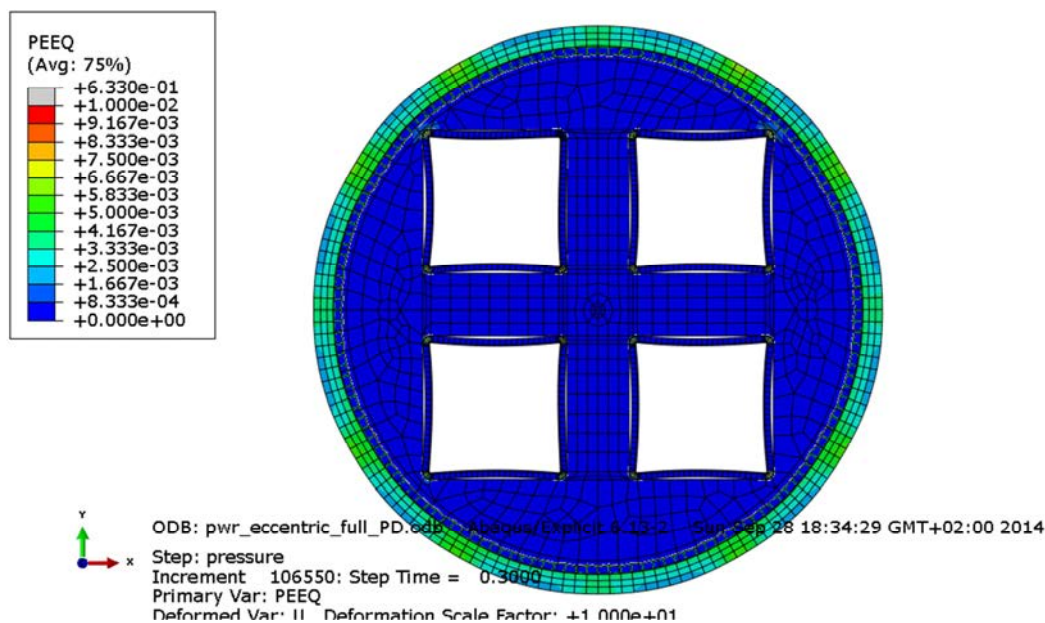 PEEQ
(Avg: 75%)
+6.330e-01
+1.000e-02
+9.167e-03
+8.333e-03
+7.500e-03
+6.667e-03
+5.833e-03
+5.000e-03
+4.167e-03
+3.333e-03
+2.500e-03
+1.667e-03
+8.333e-04
+0.000e+00
Y
X
ODB: pwr_eccentric_full_PD.odb Abaqus/Explicit 6.13-2 Sun Sep 28 18:34:29 GMT+02:00 2014
Step: pressure
Increment 106550: Step Time = 0.3000
Primary Var: PEEQ
Deformed Var: U Deformation Scale Factor: +1.000e+01